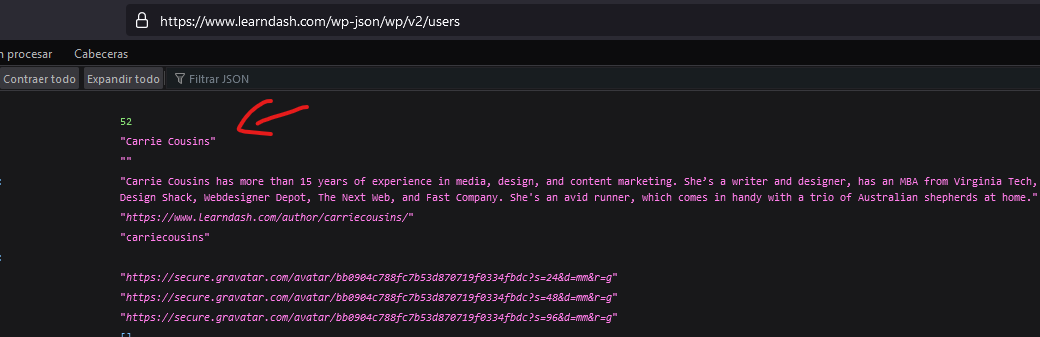 https://www.learndash.com/wp-json/wp/v2/users
n procesar Cabeceras
Contraer todo Expandir todo Filtrar JSON
52
"Carrie Cousins"
""
: "Carrie Cousins has more than 15 years of experience in media, design, and content marketing. She’s a writer and designer, has an MBA from Virginia Tech,
Design Shack, Webdesigner Depot, The Next Web, and Fast Company. She's an avid runner, which comes in handy with a trio of Australian shepherds at home."
"https://www.learndash.com/author/carriecousins/"
"carriecousins"
:
"https://secure.gravatar.com/avatar/bb0904c788fc7b53d870719f0334fbdc?s=24&d=mm&r=g"
"https://secure.gravatar.com/avatar/bb0904c788fc7b53d870719f0334fbdc?s=48&d=mm&r=g"
"https://secure.gravatar.com/avatar/bb0904c788fc7b53d870719f0334fbdc?s=96&d=mm&r=g"
[]